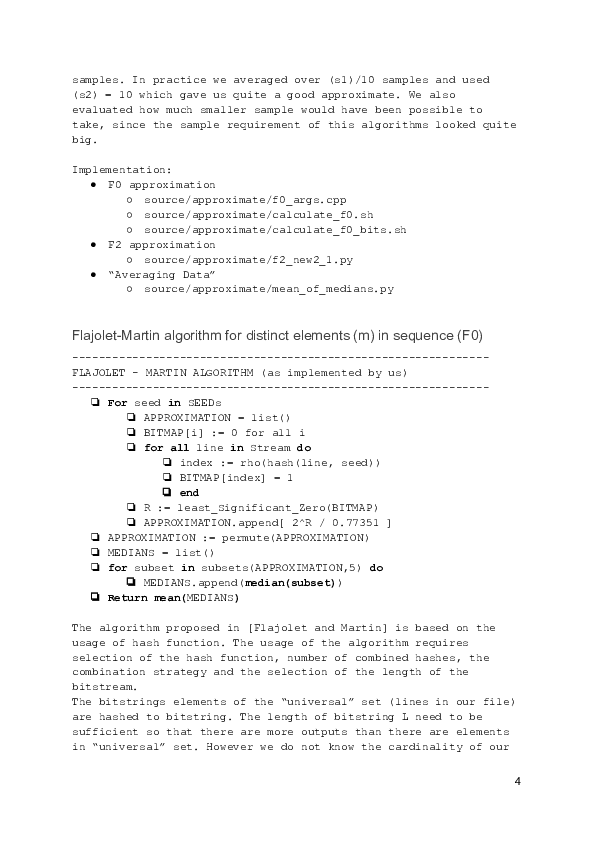 samples. In practice we averaged over (s1)/10 samples and used
(s2) = 10 which gave us quite a good approximate. We also
evaluated how much smaller sample would have been possible to
take, since the sample requirement of this algorithms looked quite
big.
Implementation:
● F0 approximation
○ source/approximate/f0_args.cpp
○ source/approximate/calculate_f0.sh
○ source/approximate/calculate_f0_bits.sh
● F2 approximation
○ source/approximate/f2_new2_1.py
● “Averaging Data”
○ source/approximate/mean_of_medians.py
Flajolet-Martin algorithm for distinct elements (m) in sequence (F0)
---------------------------------------------------------------
FLAJOLET - MARTIN ALGORITHM (as implemented by us)
---------------------------------------------------------------
❏ For seed in SEEDs
❏ APPROXIMATION = list()
❏ BITMAP[i] := 0 for all i
❏ for all line in Stream do
❏ index := rho(hash(line, seed))
❏ BITMAP[index] = 1
❏ end
❏ R := least_Significant_Zero(BITMAP)
❏ APPROXIMATION.append[ 2^R / 0.77351 ]
❏ APPROXIMATION := permute(APPROXIMATION)
❏ MEDIANS = list()
❏ for subset in subsets(APPROXIMATION,5) do
❏ MEDIANS.append(median(subset))
❏ Return mean(MEDIANS)
The algorithm proposed in [Flajolet and Martin] is based on the
usage of hash function. The usage of the algorithm requires
selection of the hash function, number of combined hashes, the
combination strategy and the selection of the length of the
bitstream.
The bitstrings elements of the “universal” set (lines in our file)
are hashed to bitstring. The length of bitstring L need to be
sufficient so that there are more outputs than there are elements
in “universal” set. However we do not know the cardinality of our
4